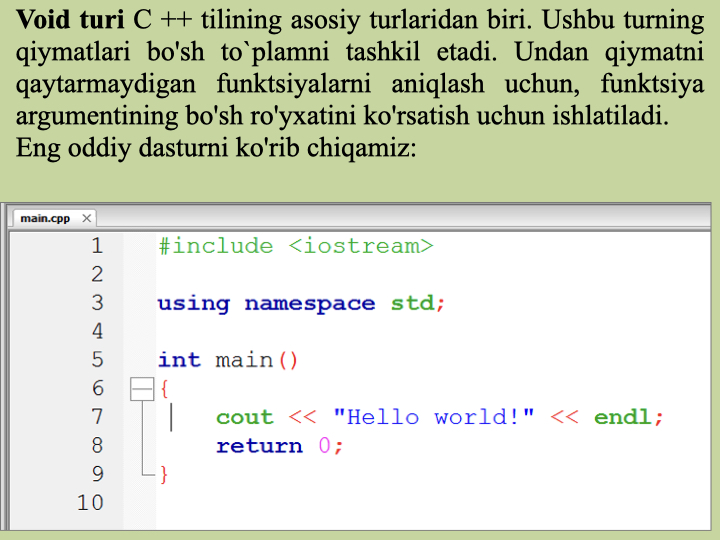 Void turi C ++ tilining asosiy turlaridan biri. Ushbu turning
qiymatlari bo'sh to`plamni tashkil etadi. Undan qiymatni
qaytarmaydigan funktsiyalarni aniqlash uchun, funktsiya
argumentining bo'sh ro'yxatini ko'rsatish uchun ishlatiladi.
Eng oddiy dasturni ko'rib chiqamiz:
main.cpp ×
1 #include <iostream>
2
3 using namespace std;
4
5 int main()
6 {
7 cout << "Hello world!" << endl;
8 return 0;
9 }
10